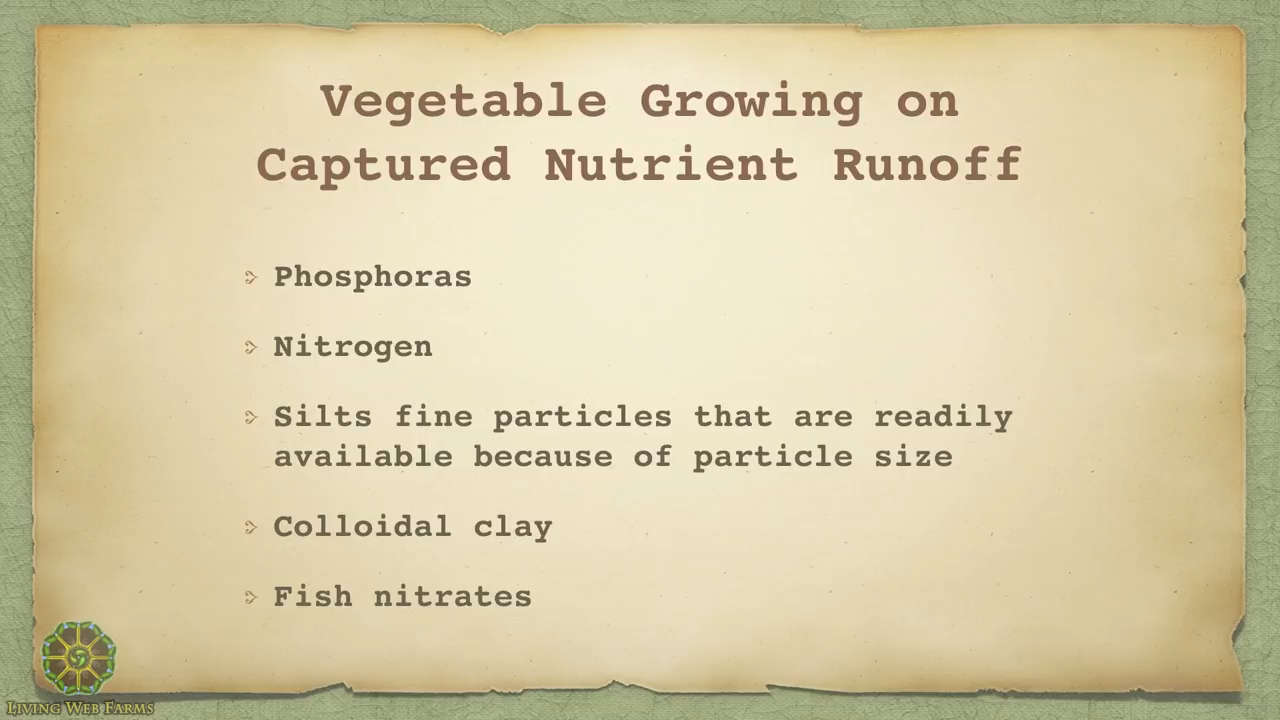 Vegetable Growing on
Captured Nutrient Runoff
Phosphoras
Nitrogen
Silts fine particles that are readily
available because of particle size
Colloidal clay
Fish nitrates
Living Web Farms